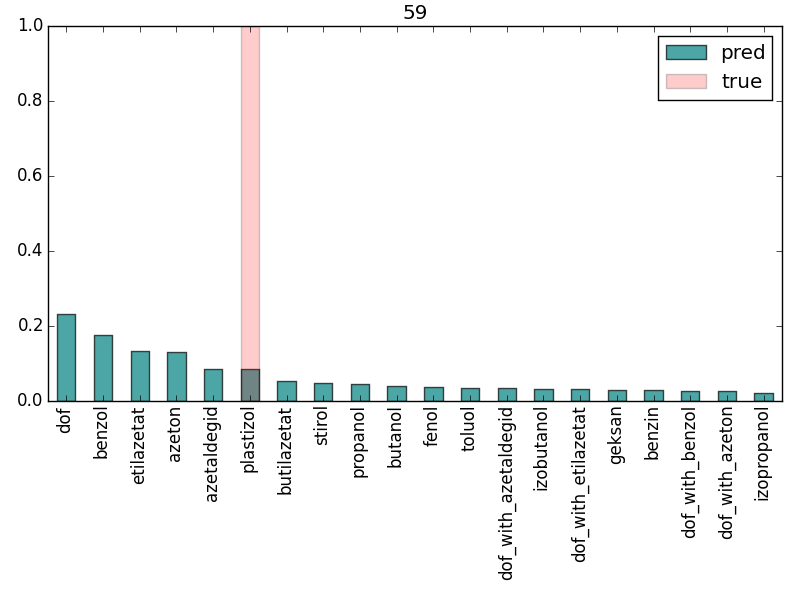 59
1.0
0.8
0.6
0.4
0.2
0.0
pred
true
dof
benzol
etilazetat
azeton
azetaldegid
plastizol
butilazetat
stirol
propanol
butanol
fenol
toluol
dof_with_azetaldegid
izobutanol
dof_with_etilazetat
geksan
benzin
dof_with_benzol
dof_with_azeton
izopropanol